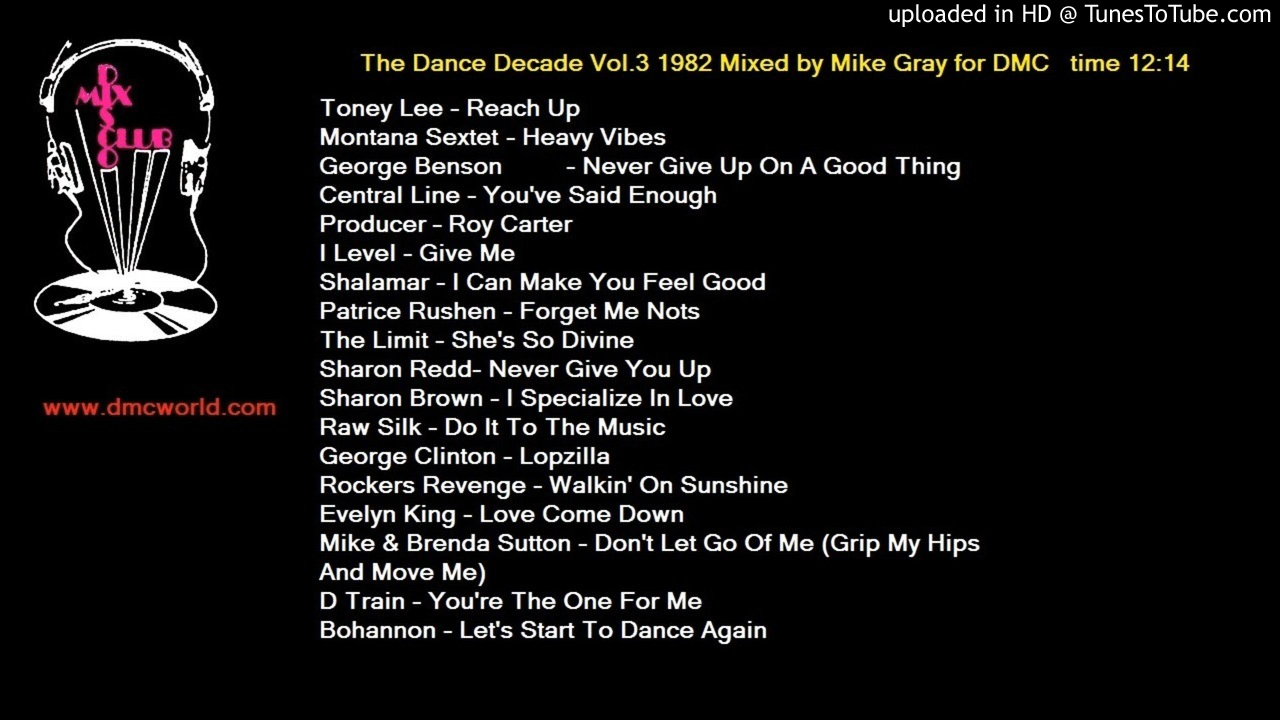 uploaded in HD @ TunesToTube.com
The Dance Decade Vol.3 1982 Mixed by Mike Gray for DMC time 12:14
DISCO
MIX
CLUB
Toney Lee - Reach Up
Montana Sextet - Heavy Vibes
George Benson - Never Give Up On A Good Thing
Central Line - You've Said Enough
Producer - Roy Carter
I Level - Give Me
Shalamar - I Can Make You Feel Good
Patrice Rushen - Forget Me Nots
The Limit - She's So Divine
Sharon Redd- Never Give You Up
Sharon Brown - I Specialize In Love
Raw Silk - Do It To The Music
George Clinton - Lopzilla
Rockers Revenge - Walkin' On Sunshine
Evelyn King - Love Come Down
Mike & Brenda Sutton - Don't Let Go Of Me (Grip My Hips
And Move Me)
D Train - You're The One For Me
Bohannon - Let's Start To Dance Again
www.dmcworld.com